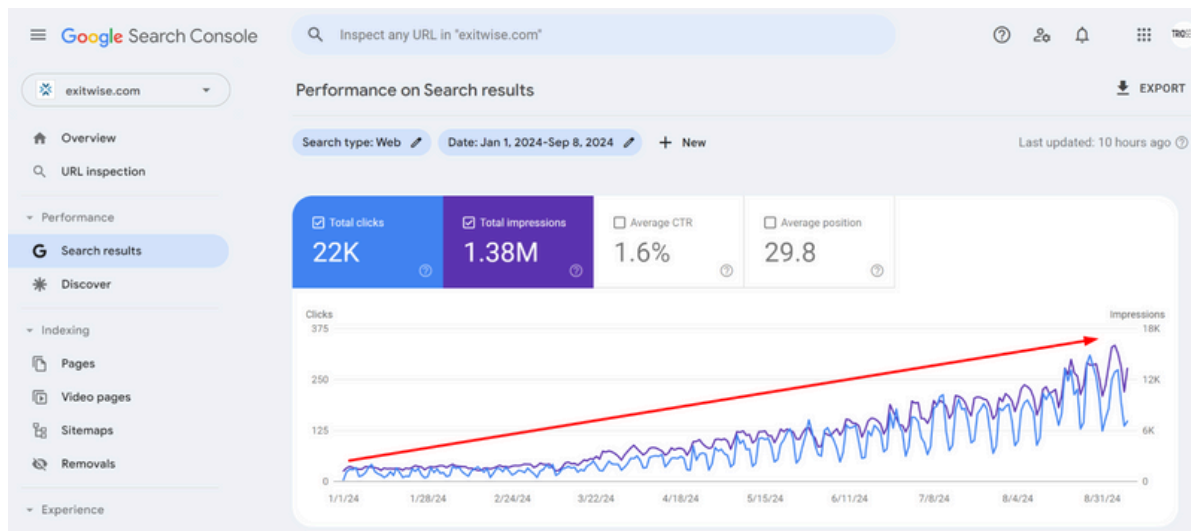 Google Search Console
Inspect any URL in "exitwise.com"
exitwise.com
Performance on Search results
EXPORT
Overview
URL inspection
Search type: Web
Date: Jan 1, 2024-Sep 8, 2024
+ New
Last updated: 10 hours ago
Performance
Search results
Discover
Total clicks
22K
Total impressions
1.38M
Average CTR
1.6%
Average position
29.8
Indexing
Pages
Video pages
Sitemaps
Removals
Experience
Clicks
Impressions
375
18K
250
12K
125
6K
0
0
1/1/24 1/28/24 2/24/24 3/22/24 4/18/24 5/15/24 6/11/24 7/8/24 8/4/24 8/31/24